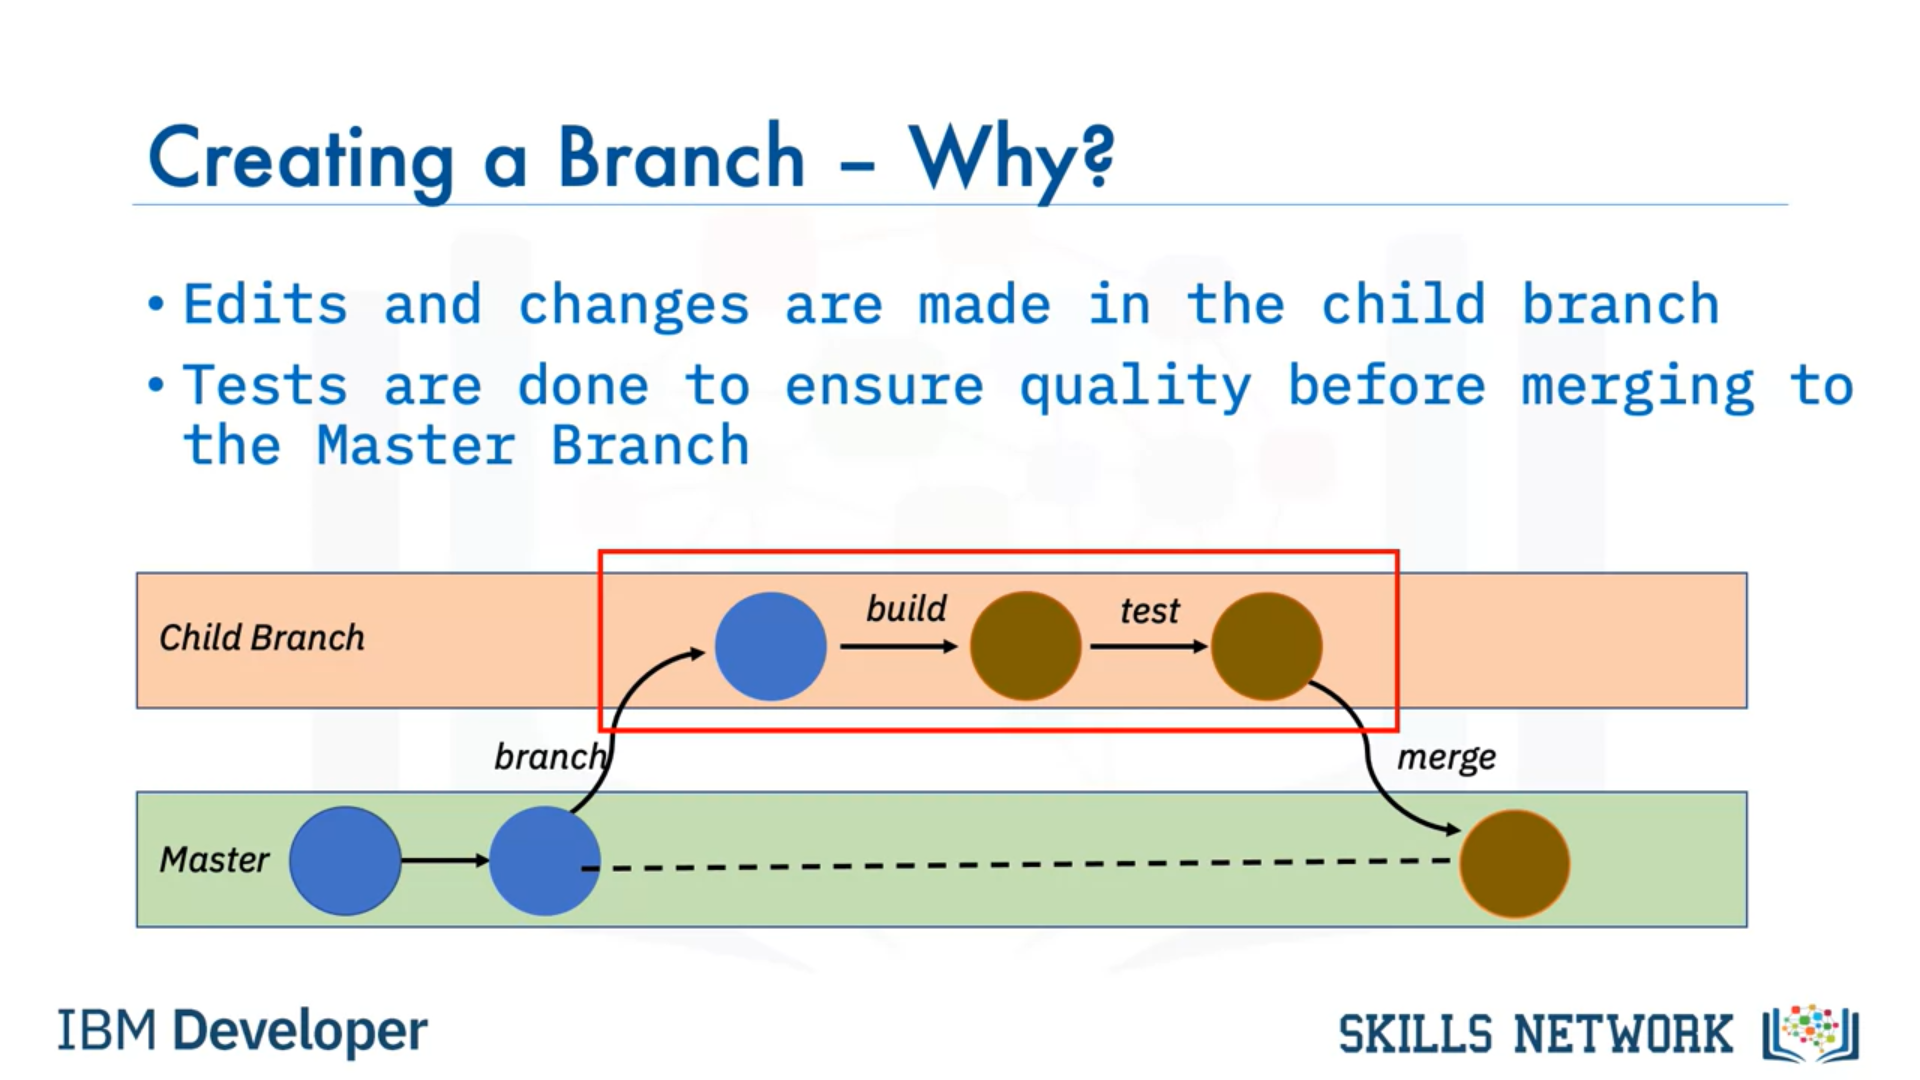 Creating a Branch – Why?
• Edits and changes are made in the child branch
• Tests are done to ensure quality before merging to
the Master Branch
build
test
Child Branch
branch
merge
Master
IBM Developer
SKILLS NETWORK